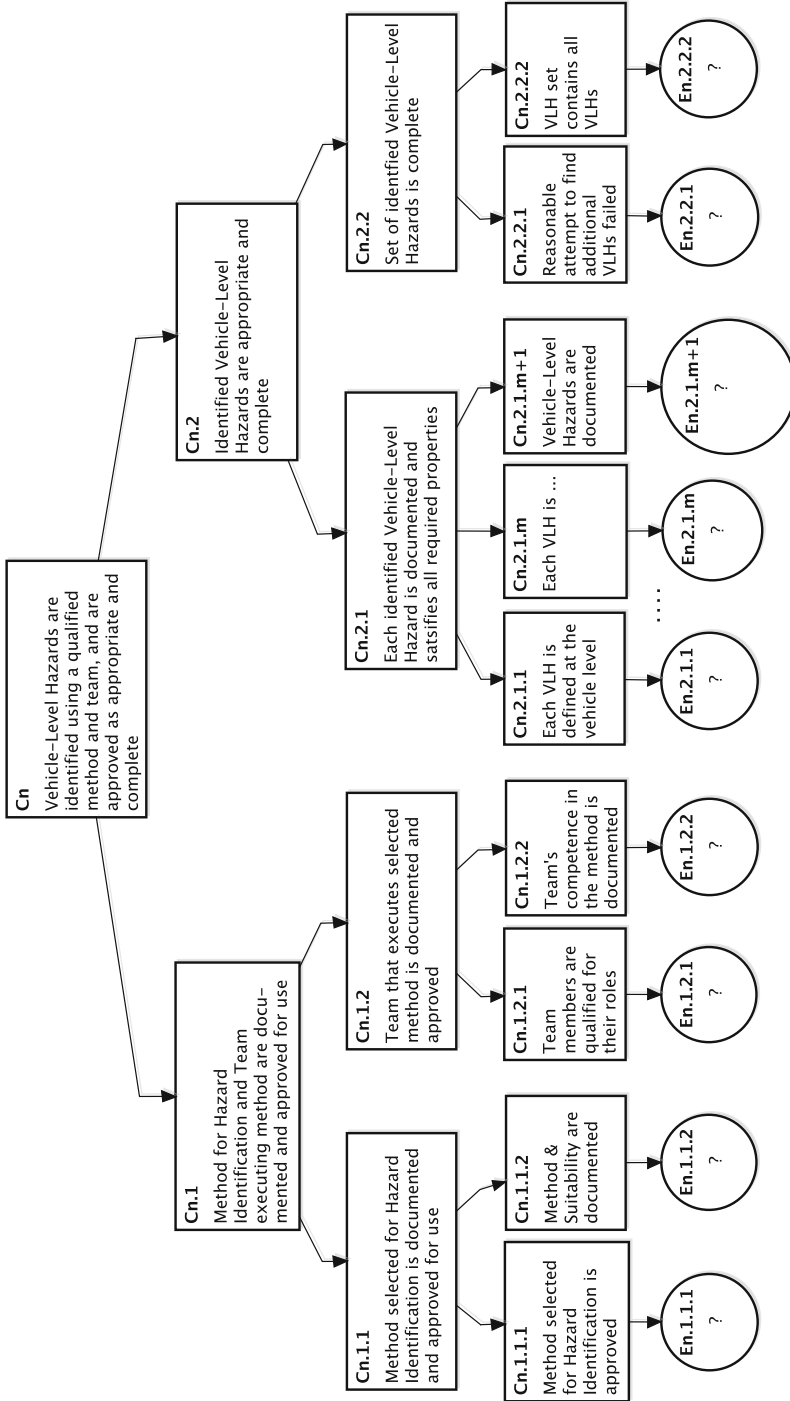 Cn
Vehicle-Level Hazards are
identified using a qualified
method and team, and are
approved as appropriate and
complete
Cn.1
Method for Hazard
Identification and Team
executing method are docu-
mented and approved for use
Cn.2
Identified Vehicle-Level
Hazards are appropriate and
complete
Cn.1.1
Method selected for Hazard
Identification is documented
and approved for use
Cn.1.2
Team that executes selected
method is documented and
approved
Cn.2.1
Each identified Vehicle-Level
Hazard is documented and
satsifies all required properties
Cn.2.2
Set of identfied Vehicle-Level
Hazards is complete
Cn.1.1.1
Method selected
for Hazard
Identification is
approved
Cn.1.1.2
Method &
Suitability are
documented
Cn.1.2.1
Team
members are
qualified for
their roles
Cn.1.2.2
Team's
competence in
the method is
documented
Cn.2.1.1
Each VLH is
defined at the
vehicle level
Cn.2.1.m
Each VLH is ...
Cn.2.1.m+1
Vehicle-Level
Hazards are
documented
Cn.2.2.1
Reasonable
attempt to find
additional
VLHs failed
Cn.2.2.2
VLH set
contains all
VLHs
En.1.1.1
?
En.1.1.2
?
En.1.2.1
?
En.1.2.2
?
En.2.1.1
?
....
En.2.1.m
?
En.2.1.m+1
?
En.2.2.1
?
En.2.2.2
?